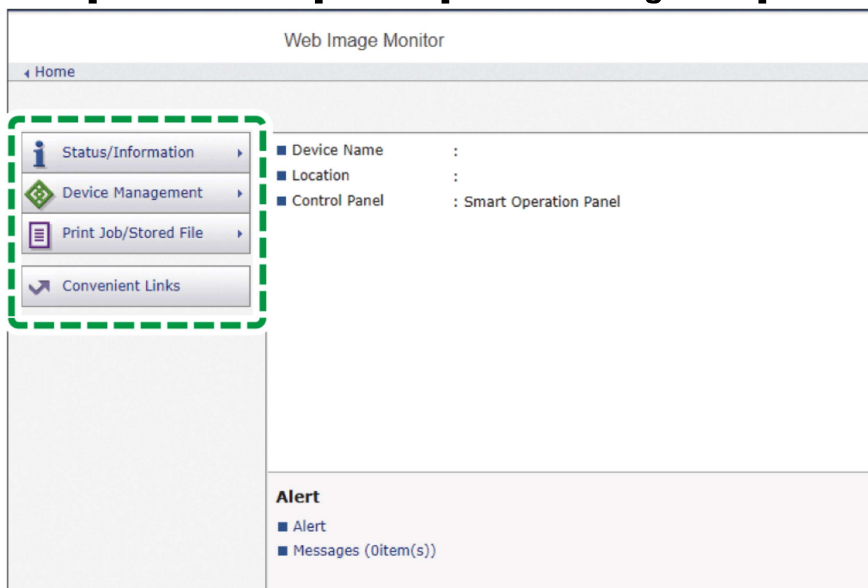 Web Image Monitor
Home
Status/Information
Device Management
Print Job/Stored File
Convenient Links
Device Name :
Location :
Control Panel : Smart Operation Panel
Alert
Alert
Messages (0item(s))